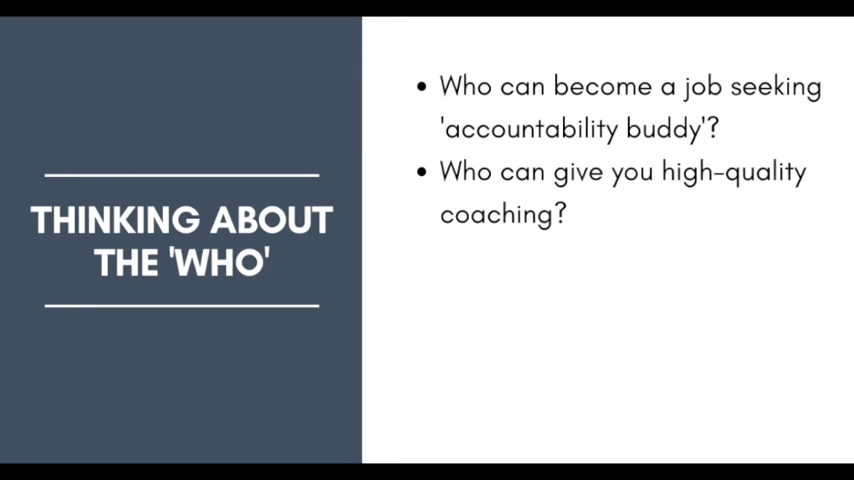 THINKING ABOUT
THE 'WHO'
• Who can become a job seeking
'accountability buddy'?
• Who can give you high-quality
coaching?